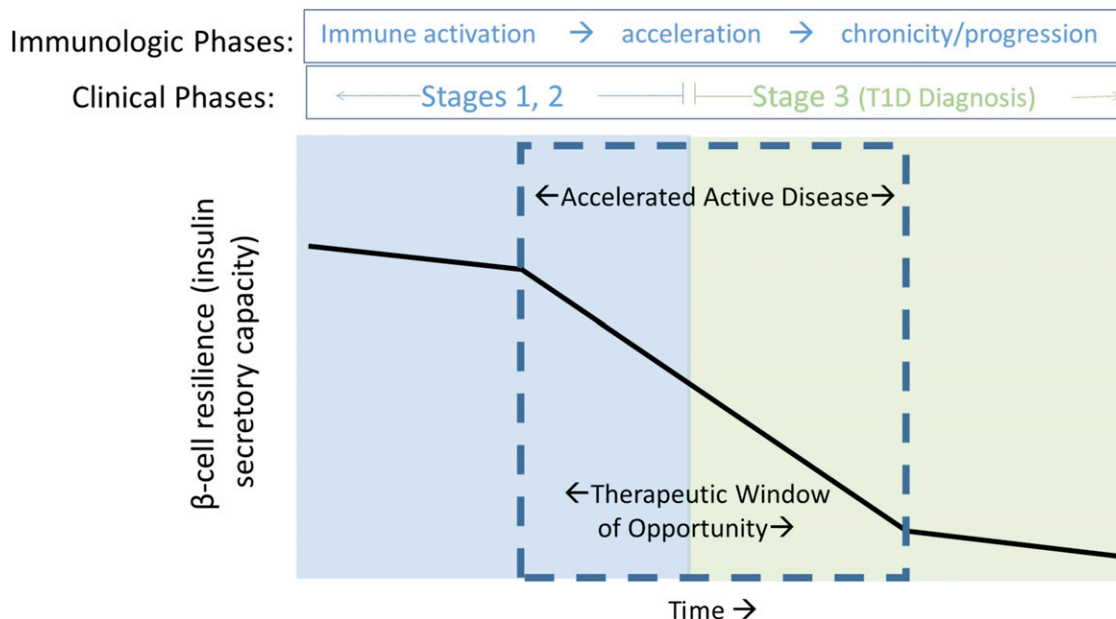 Immunologic Phases: Immune activation → acceleration → chronicity/progression
Clinical Phases: ←Stages 1, 2 Stage 3 (T1D Diagnosis)→
←Accelerated Active Disease→
β-cell resilience (insulin
secretory capacity)
←Therapeutic Window
of Opportunity→
Time →